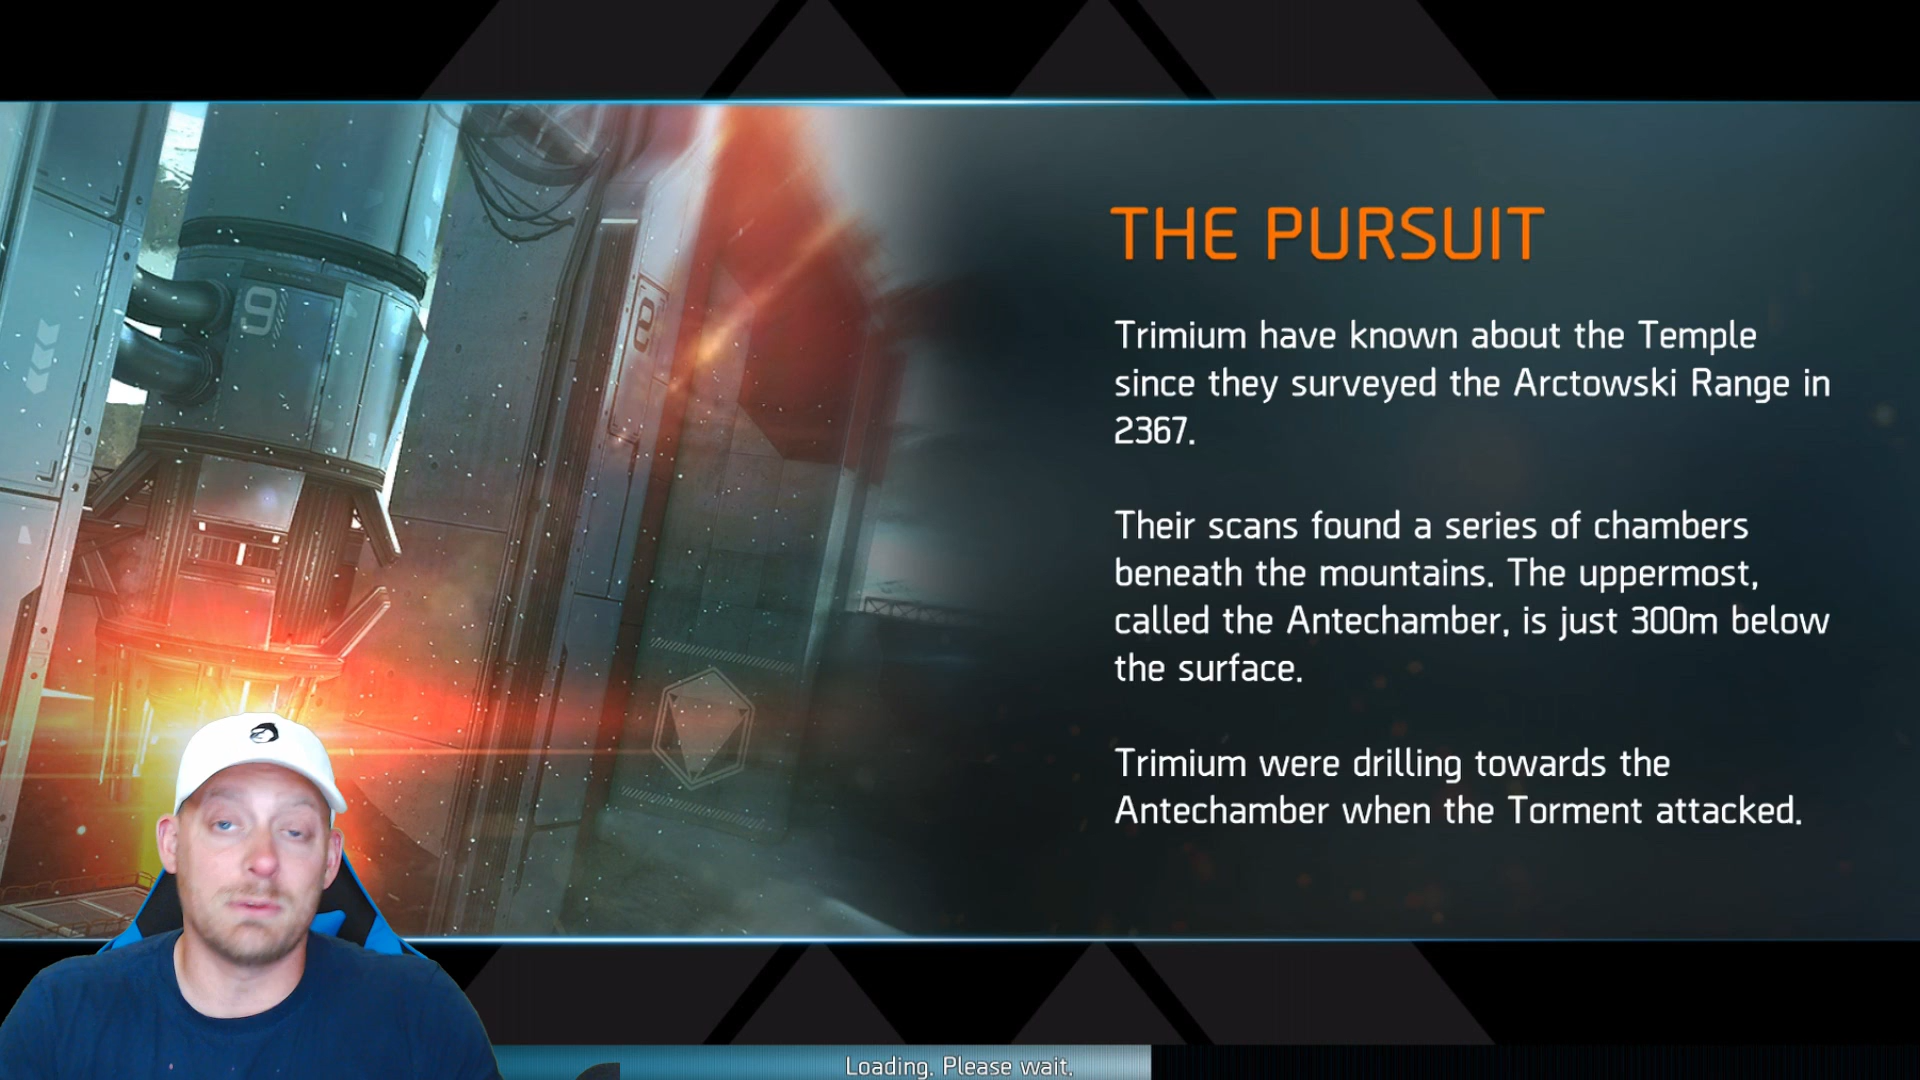 THE PURSUIT
Trimium have known about the Temple
since they surveyed the Arctowski Range in
2367.
Their scans found a series of chambers
beneath the mountains. The uppermost,
called the Antechamber, is just 300m below
the surface.
Trimium were drilling towards the
Antechamber when the Torment attacked.
Loading. Please wait.